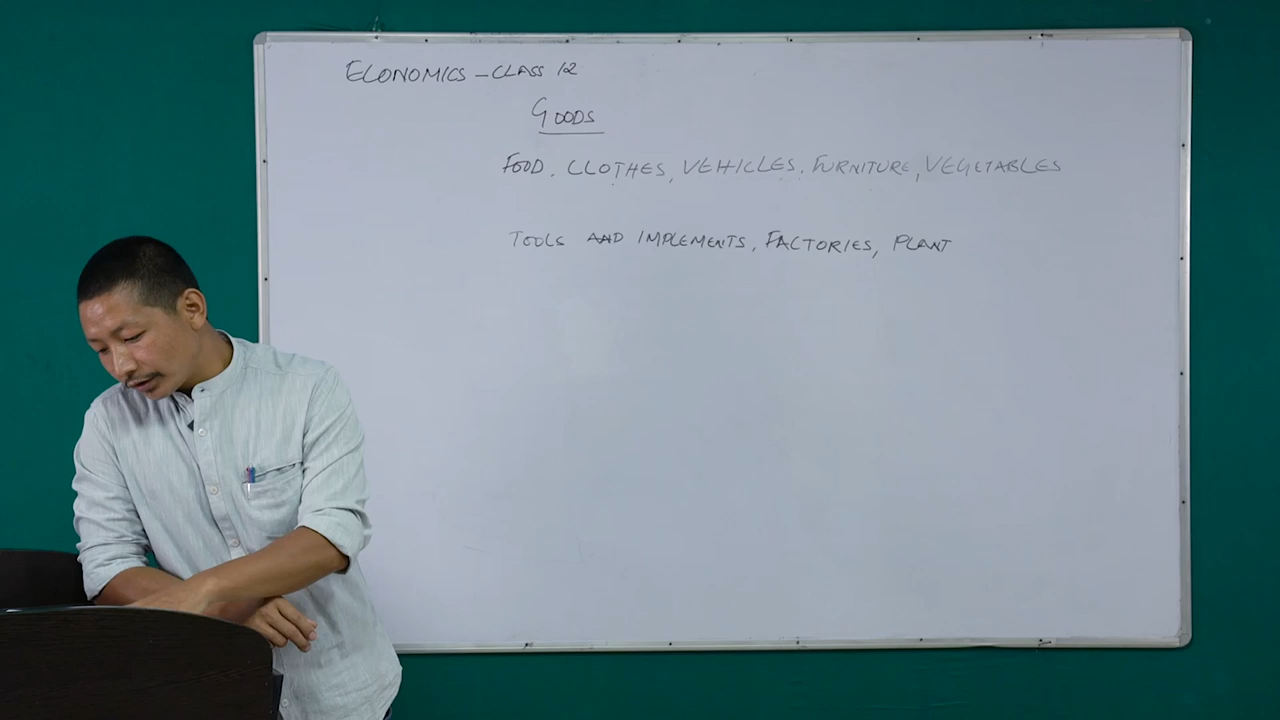 ECONOMICS - CLASS 12
GOODS
FOOD, CLOTHES, VEHICLES, FURNITURE, VEGETABLES
TOOLS AND IMPLEMENTS, FACTORIES, PLANT